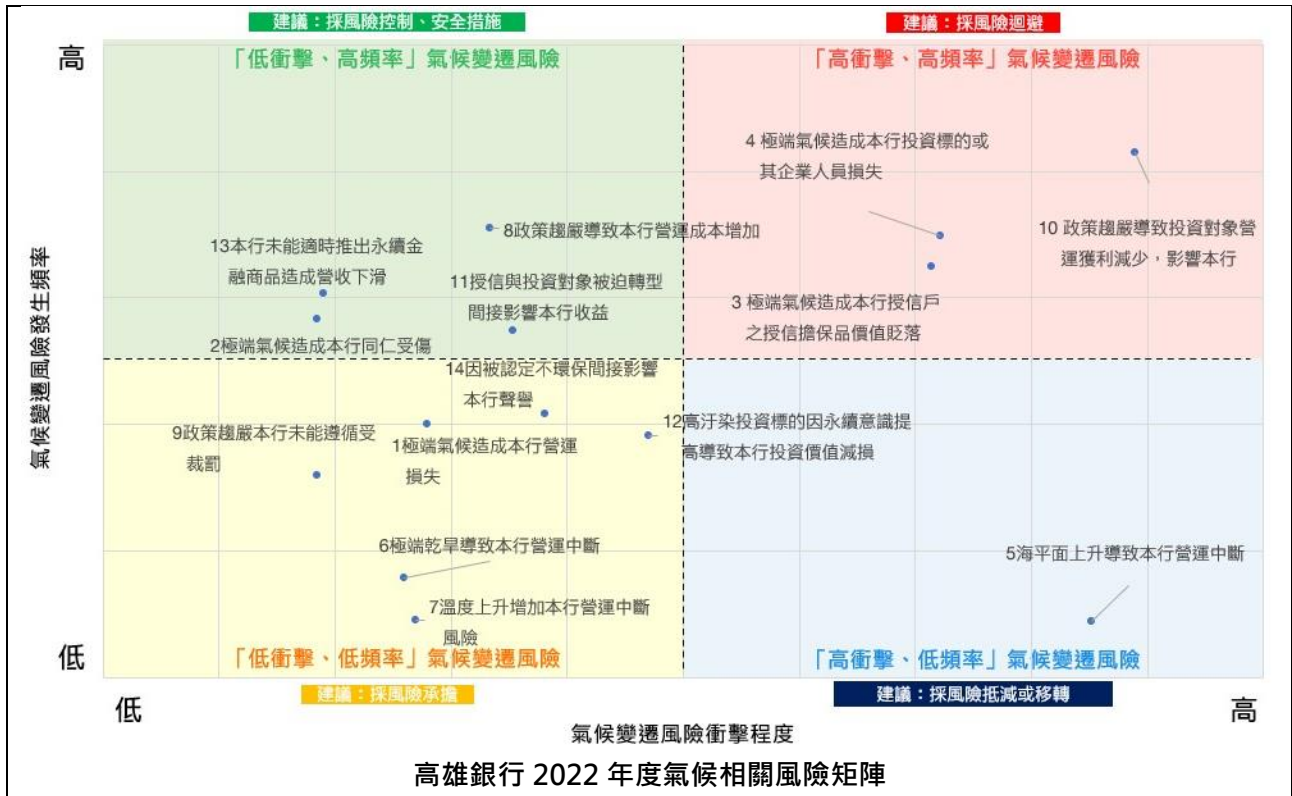 建議：採風險控制、安全措施
建議：採風險迴避
高
「低衝擊、高頻率」氣候變遷風險
「高衝擊、高頻率」氣候變遷風險
4 極端氣候造成本行投資標的或
其企業人員損失
8政策趨嚴導致本行營運成本增加
10 政策趨嚴導致投資對象營
運獲利減少，影響本行
13本行未能適時推出永續金
融商品造成營收下滑
11授信與投資對象被迫轉型
間接影響本行收益
3 極端氣候造成本行授信戶
之授信擔保品價值貶落
2極端氣候造成本行同仁受傷
氣候變遷風險發生頻率
14因被認定不環保間接影響
本行聲譽
12高汙染投資標的因永續意識提
高導致本行投資價值減損
9政策趨嚴本行未能遵循受
裁罰
1極端氣候造成本行營運
損失
6極端乾旱導致本行營運中斷
5海平面上升導致本行營運中斷
7溫度上升增加本行營運中斷
風險
低
「低衝擊、低頻率」氣候變遷風險
「高衝擊、低頻率」氣候變遷風險
建議：採風險承擔
建議：採風險抵減或移轉
低
高
氣候變遷風險衝擊程度
高雄銀行 2022 年度氣候相關風險矩陣